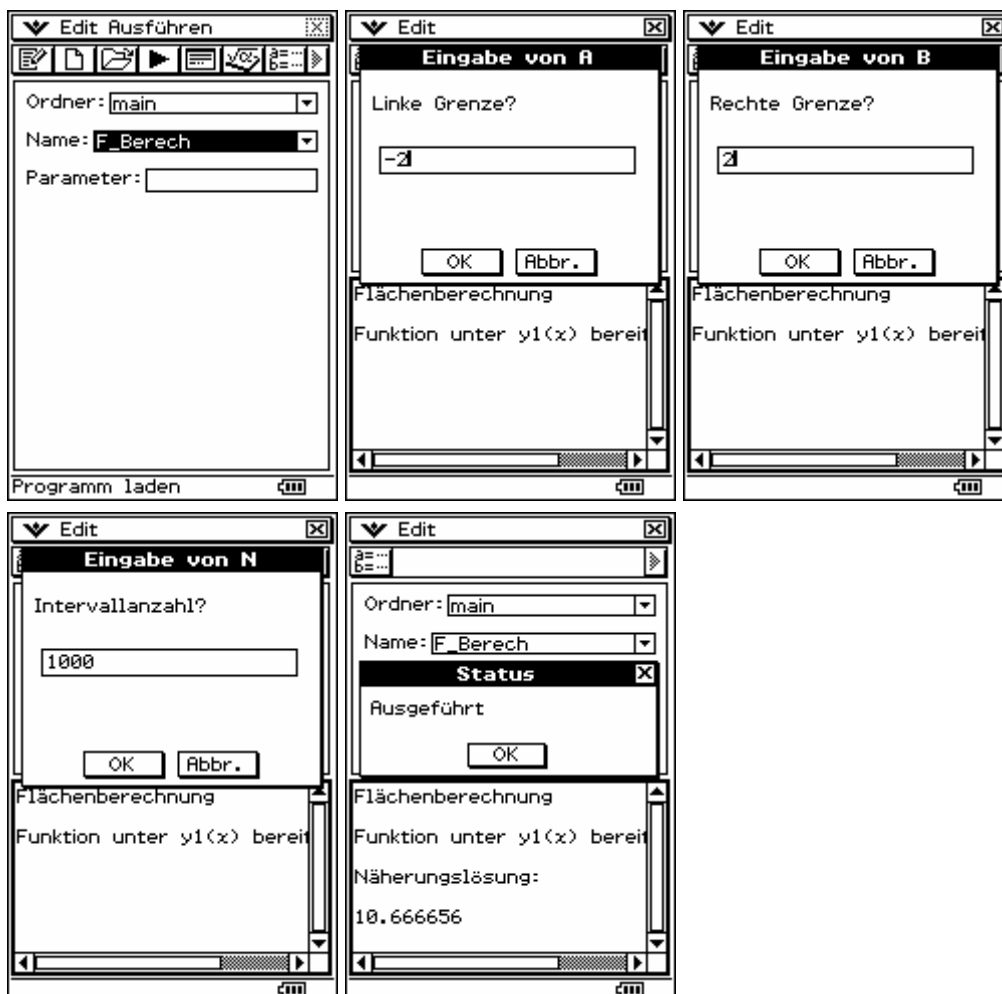 Edit Ausführen
Ordner: main
Name: F_Berech
Parameter:
Programm laden
Edit
Eingabe von A
Linke Grenze?
-2
OK Abbr.
Flächenberechnung
Funktion unter y1(x) bereit
Edit
Eingabe von B
Rechte Grenze?
2
OK Abbr.
Flächenberechnung
Funktion unter y1(x) bereit
Edit
Eingabe von N
Intervallanzahl?
1000
OK Abbr.
Flächenberechnung
Funktion unter y1(x) bereit
Edit
Ordner: main
Name: F_Berech
Status
Ausgeführt
OK
Flächenberechnung
Funktion unter y1(x) bereit
Näherungslösung:
10.666656